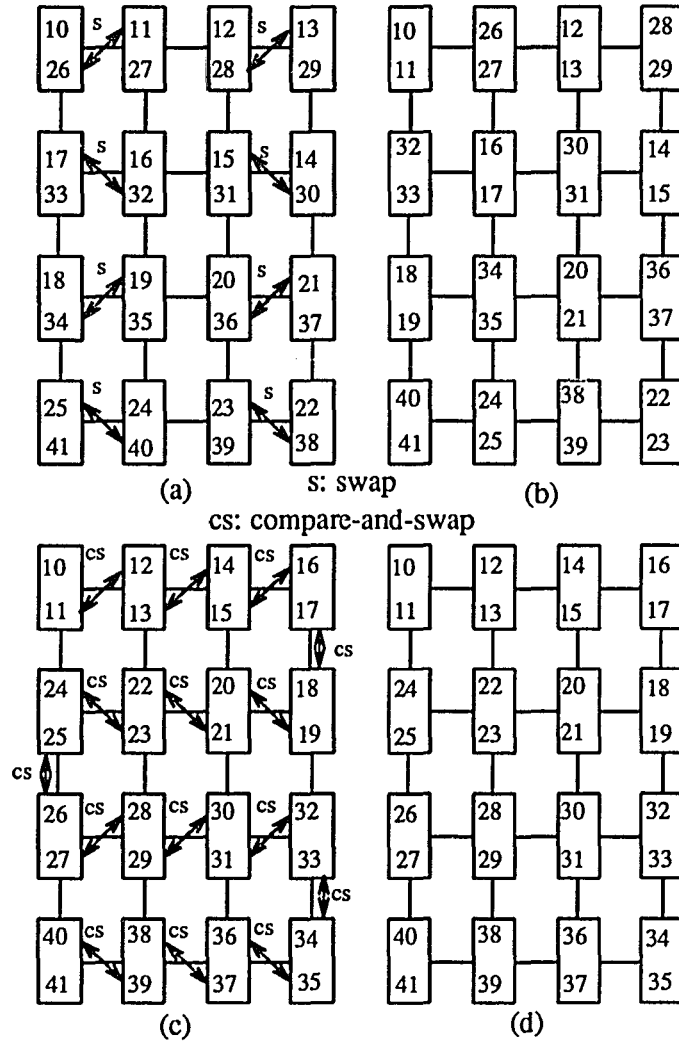 s s
10 11 12 13 10 26 12 28
26 27 28 29 11 27 13 29
s s
17 16 15 14 32 16 30 14
33 32 31 30 33 17 31 15
s s
18 19 20 21 18 34 20 36
34 35 36 37 19 35 21 37
s s
25 24 23 22 40 24 38 22
41 40 39 38 41 25 39 23
(a) s: swap (b)
cs: compare-and-swap
cs cs cs
10 12 14 16 10 12 14 16
11 13 15 17 11 13 15 17
cs
cs cs cs
24 22 20 18 24 22 20 18
25 23 21 19 25 23 21 19
cs
cs cs cs
26 28 30 32 26 28 30 32
27 29 31 33 27 29 31 33
cs
cs cs cs
40 38 36 34 40 38 36 34
41 39 37 35 41 39 37 35
(c) (d)